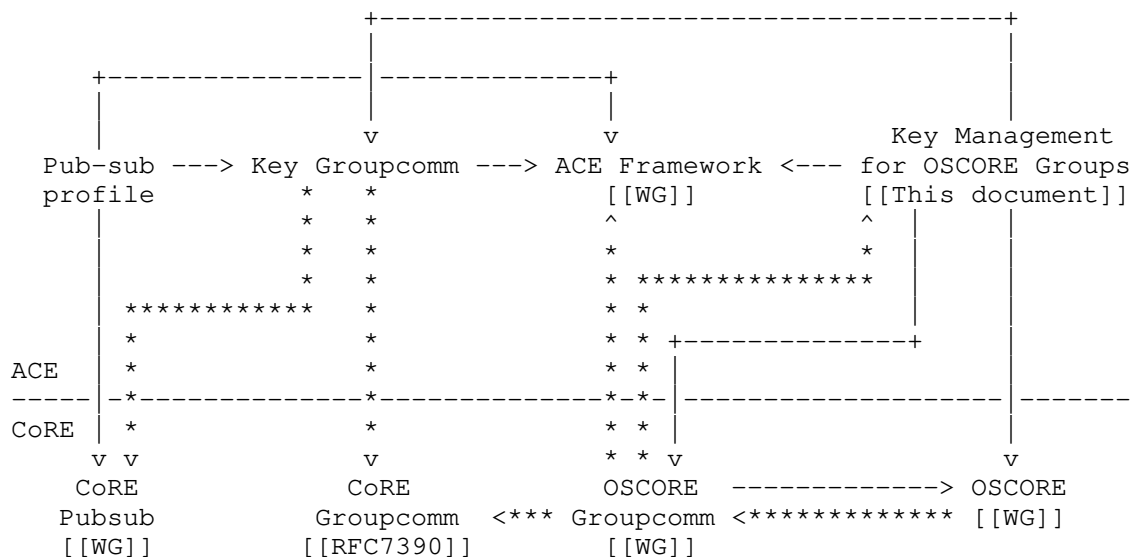 Key Management
Pub-sub ---> Key Groupcomm ---> ACE Framework <--- for OSCORE Groups
profile [[WG]] [[This document]]
ACE
CoRE
CoRE CoRE OSCORE -------------> OSCORE
Pubsub Groupcomm <*** Groupcomm <************* [[WG]]
[[WG]] [[RFC7390]] [[WG]]